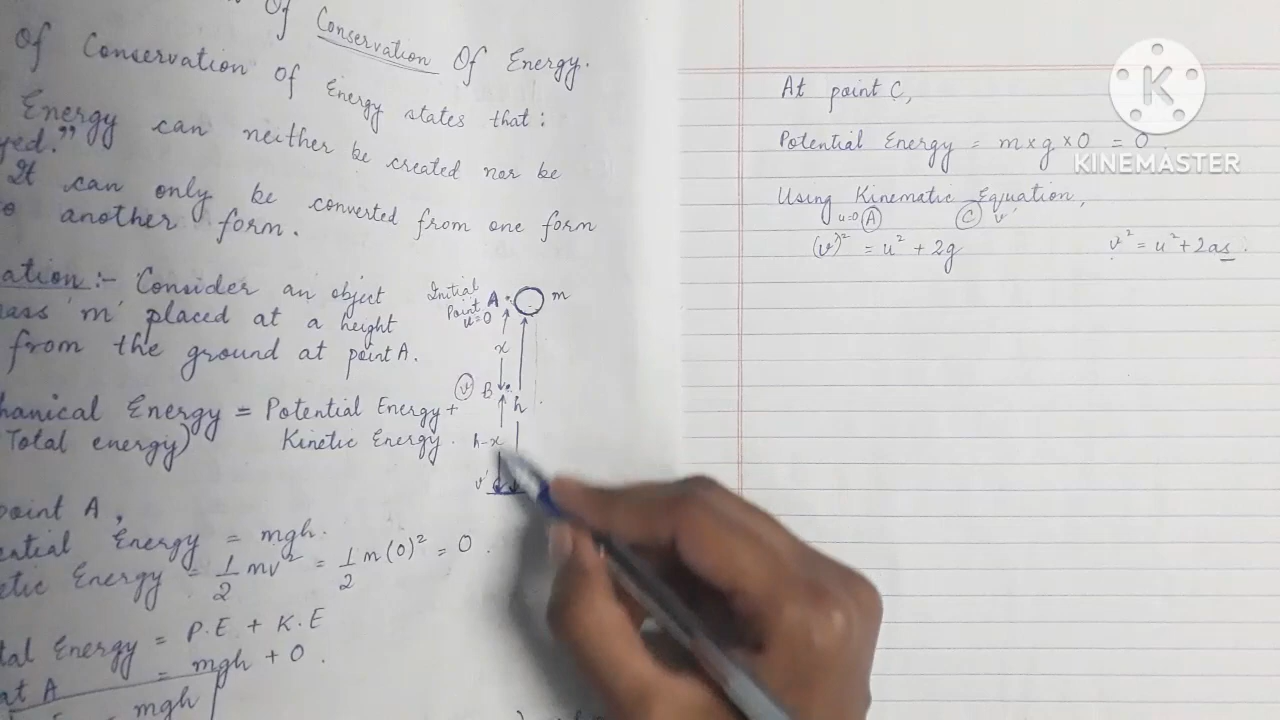 Of Conservation Of Energy.
Of Conservation Of Energy states that:
Energy can neither be created nor be
yed."
It can only be converted from one form
another form.
ation:- Consider an object
mass 'm' placed at a height
from the ground at point A.
hanical Energy = Potential Energy +
Total energy) Kinetic Energy.
point A,
ential Energy = mgh.
etic Energy = 1/2 mv² = 1/2 m(0)² = 0.
tal Energy = P.E + K.E
at A = mgh + 0.
= mgh
Initial
Point A
u=0
m
x
v B
h
h-x
v' C
At point C,
Potential Energy = m×g×0 = 0.
Using Kinematic Equation,
u=0 A C v'
(v')² = u² + 2g
v² = u² + 2as.
K
KINEMASTER